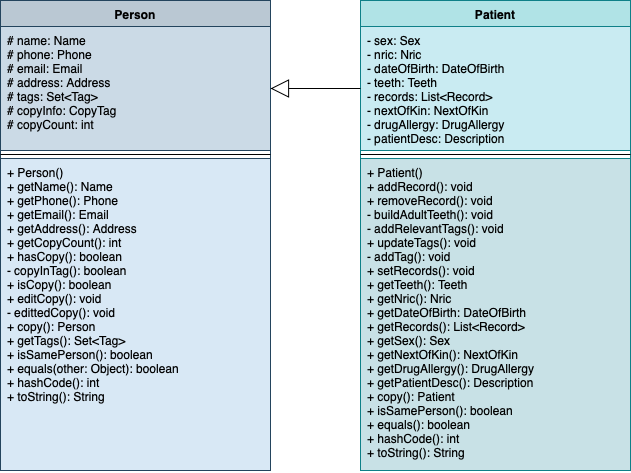 Person
# name: Name
# phone: Phone
# email: Email
# address: Address
# tags: Set<Tag>
# copyInfo: CopyTag
# copyCount: int
+ Person()
+ getName(): Name
+ getPhone(): Phone
+ getEmail(): Email
+ getAddress(): Address
+ getCopyCount(): int
+ hasCopy(): boolean
- copyInTag(): boolean
+ isCopy(): boolean
+ editCopy(): void
- edittedCopy(): void
+ copy(): Person
+ getTags(): Set<Tag>
+ isSamePerson(): boolean
+ equals(other: Object): boolean
+ hashCode(): int
+ toString(): String
Patient
- sex: Sex
- nric: Nric
- dateOfBirth: DateOfBirth
- teeth: Teeth
- records: List<Record>
- nextOfKin: NextOfKin
- drugAllergy: DrugAllergy
- patientDesc: Description
+ Patient()
+ addRecord(): void
+ removeRecord(): void
- buildAdultTeeth(): void
- addRelevantTags(): void
+ updateTags(): void
- addTag(): void
+ setRecords(): void
+ getTeeth(): Teeth
+ getNric(): Nric
+ getDateOfBirth(): DateOfBirth
+ getRecords(): List<Record>
+ getSex(): Sex
+ getNextOfKin(): NextOfKin
+ getDrugAllergy(): DrugAllergy
+ getPatientDesc(): Description
+ copy(): Patient
+ isSamePerson(): boolean
+ equals(): boolean
+ hashCode(): int
+ toString(): String